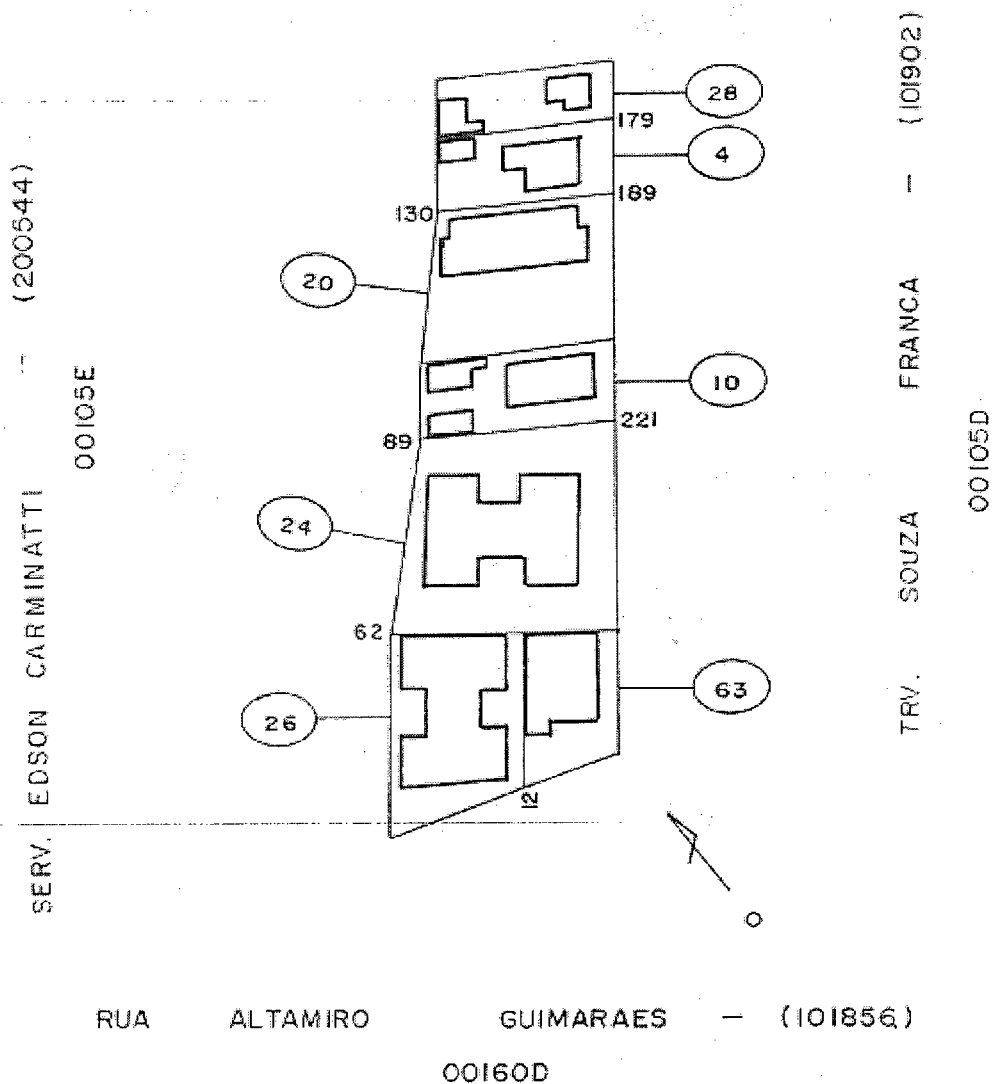 SERV. EDSON CARMINATTI - (200544)
00105E
28
179
4
189
130
20
10
221
89
24
62
63
26
12
TRV. SOUZA FRANCA - (101902)
00105D
O
RUA ALTAMIRO GUIMARAES - (101856)
00160D